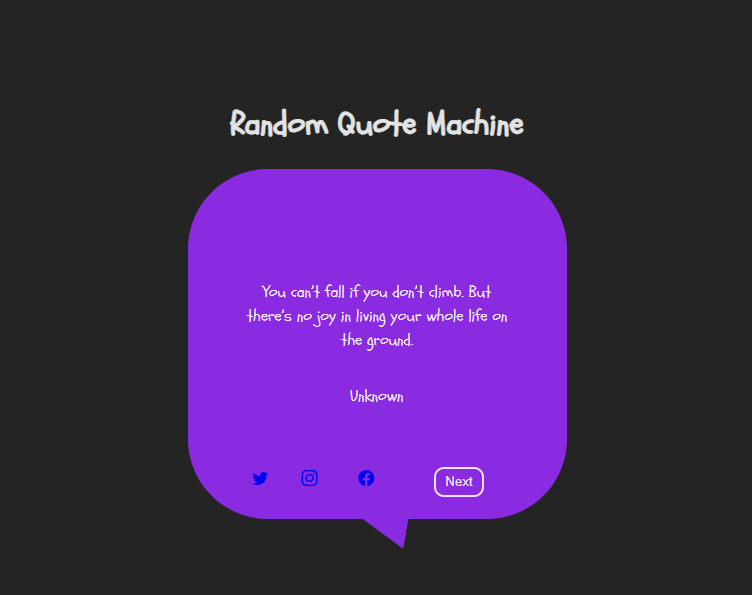 Random Quote Machine
You can't fall if you don't climb. But
there's no joy in living your whole life on
the ground.
Unknown
Next